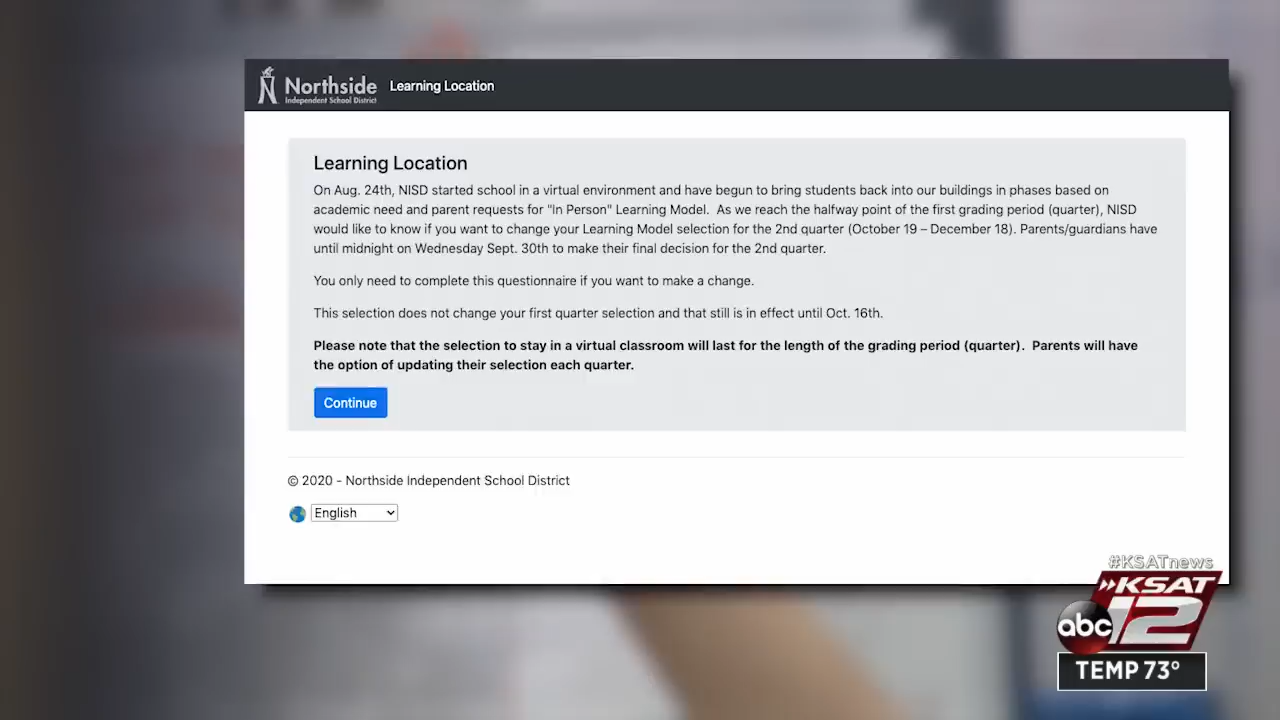 Northside
Independent School District
Learning Location
Learning Location
On Aug. 24th, NISD started school in a virtual environment and have begun to bring students back into our buildings in phases based on
academic need and parent requests for "In Person" Learning Model.  As we reach the halfway point of the first grading period (quarter), NISD
would like to know if you want to change your Learning Model selection for the 2nd quarter (October 19 – December 18). Parents/guardians have
until midnight on Wednesday Sept. 30th to make their final decision for the 2nd quarter.
You only need to complete this questionnaire if you want to make a change.
This selection does not change your first quarter selection and that still is in effect until Oct. 16th.
Please note that the selection to stay in a virtual classroom will last for the length of the grading period (quarter).  Parents will have
the option of updating their selection each quarter.
Continue
© 2020 - Northside Independent School District
English
#KSATnews
KSAT
abc 12
TEMP 73°